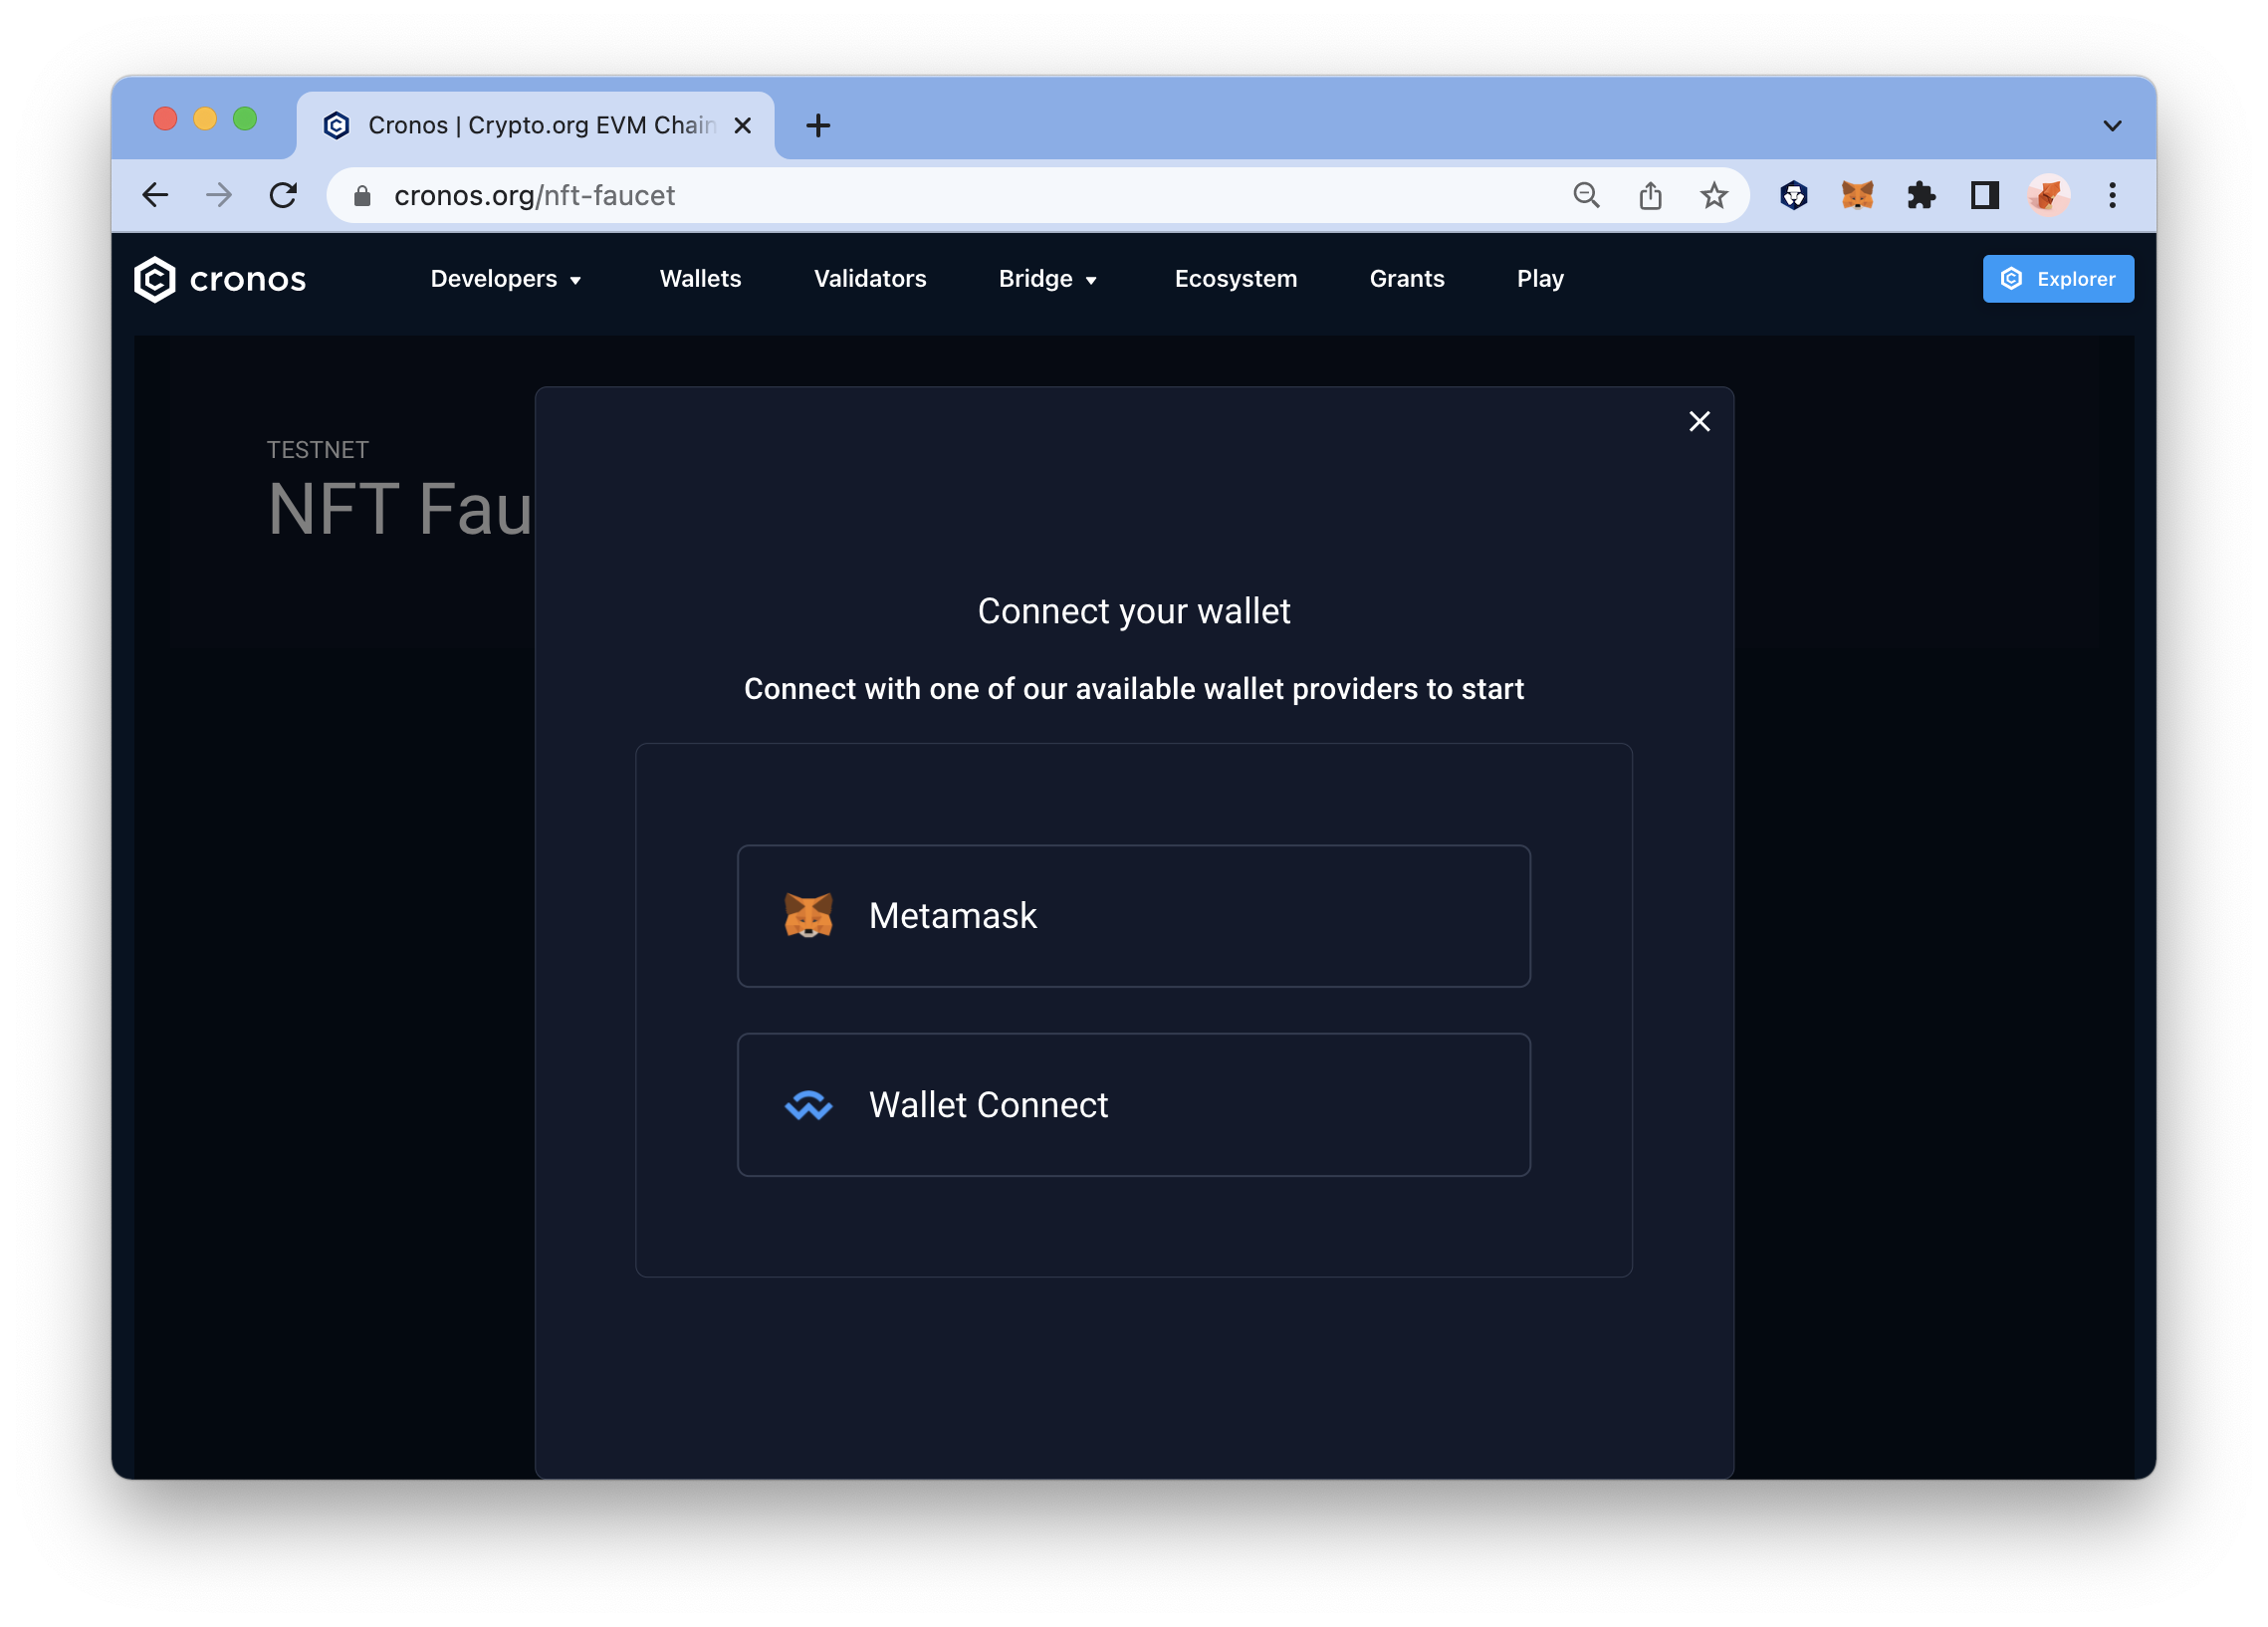 Cronos | Crypto.org EVM Chain
cronos.org/nft-faucet
cronos Developers Wallets Validators Bridge Ecosystem Grants Play Explorer
TESTNET
NFT Fau
Connect your wallet
Connect with one of our available wallet providers to start
Metamask
Wallet Connect